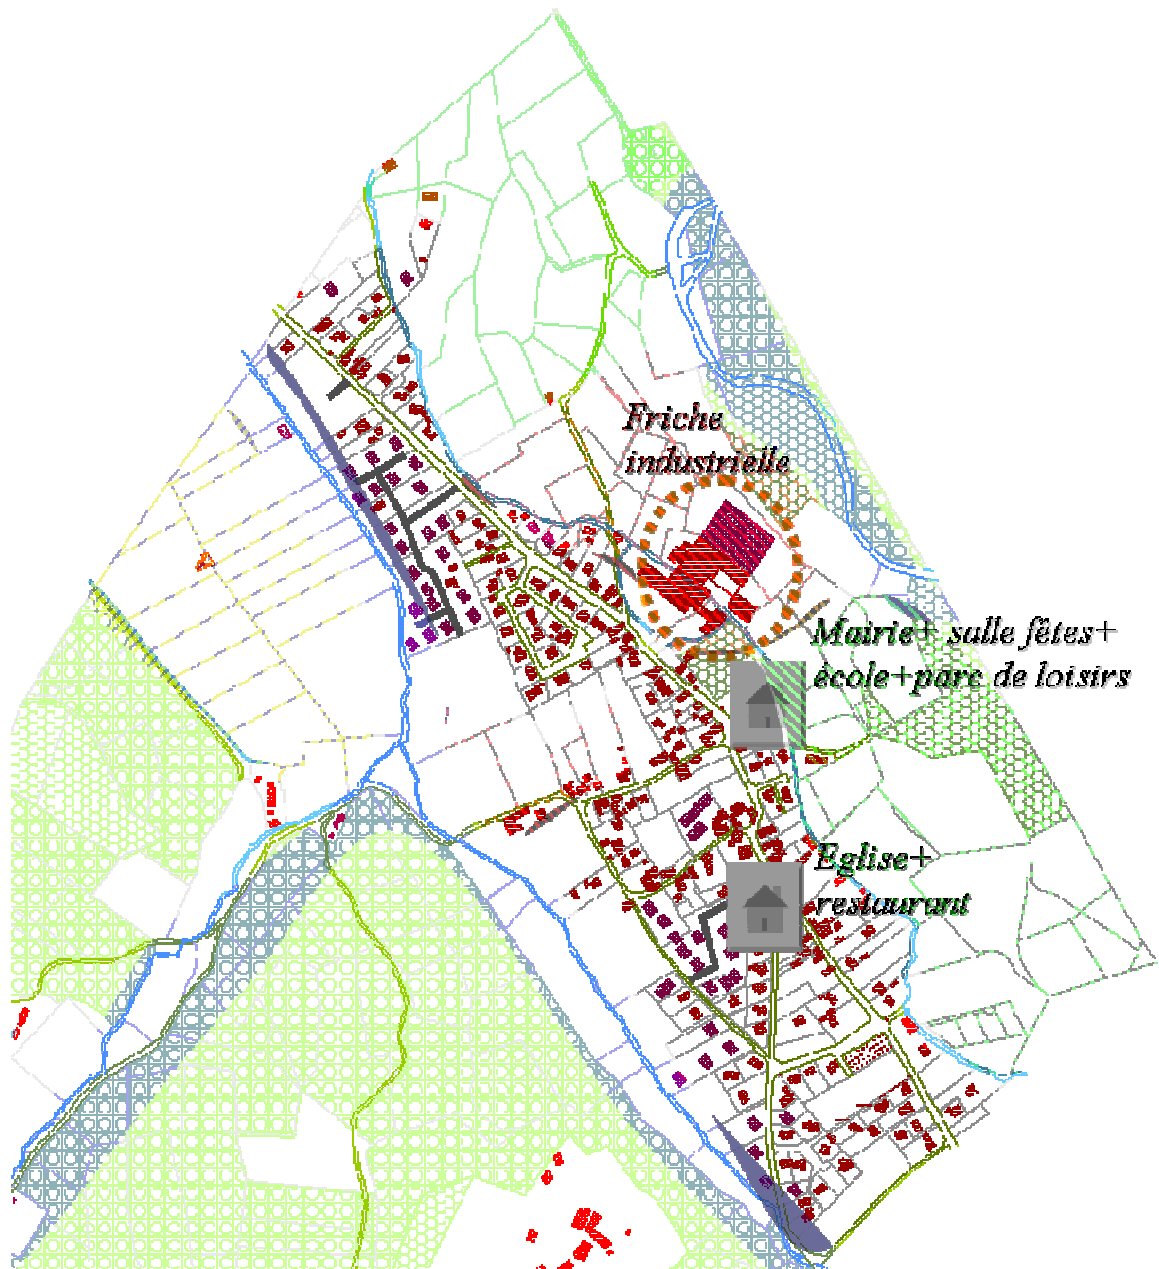 Friche
industrielle
Mairie+ salle fêtes+
école+parc de loisirs
Eglise+
restaurant